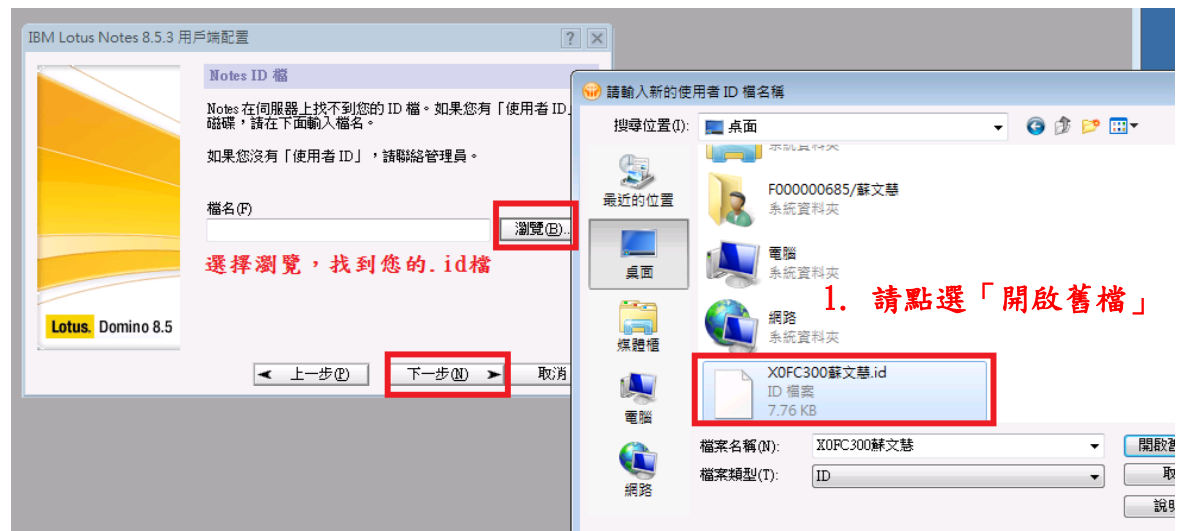 IBM Lotus Notes 8.5.3 用戶端配置
Notes ID 檔
Notes 在伺服器上找不到您的 ID 檔。如果您有「使用者 ID」
磁碟，請在下面輸入檔名。
如果您沒有「使用者 ID」，請聯絡管理員。
檔名(F)
瀏覽(B)..
選擇瀏覽，找到您的.id檔
Lotus. Domino 8.5
上一步(P)
下一步(N)
取消
請輸入新的使用者 ID 檔名稱
搜尋位置(I):
桌面
最近的位置
桌面
媒體櫃
電腦
網路
系統資料夾
F000000685/蘇文慧
系統資料夾
電腦
系統資料夾
1. 請點選「開啟舊檔」
網路
系統資料夾
X0FC300蘇文慧.id
ID 檔案
7.76 KB
檔案名稱(N):
X0FC300蘇文慧
開啟
檔案類型(T):
ID
取
說